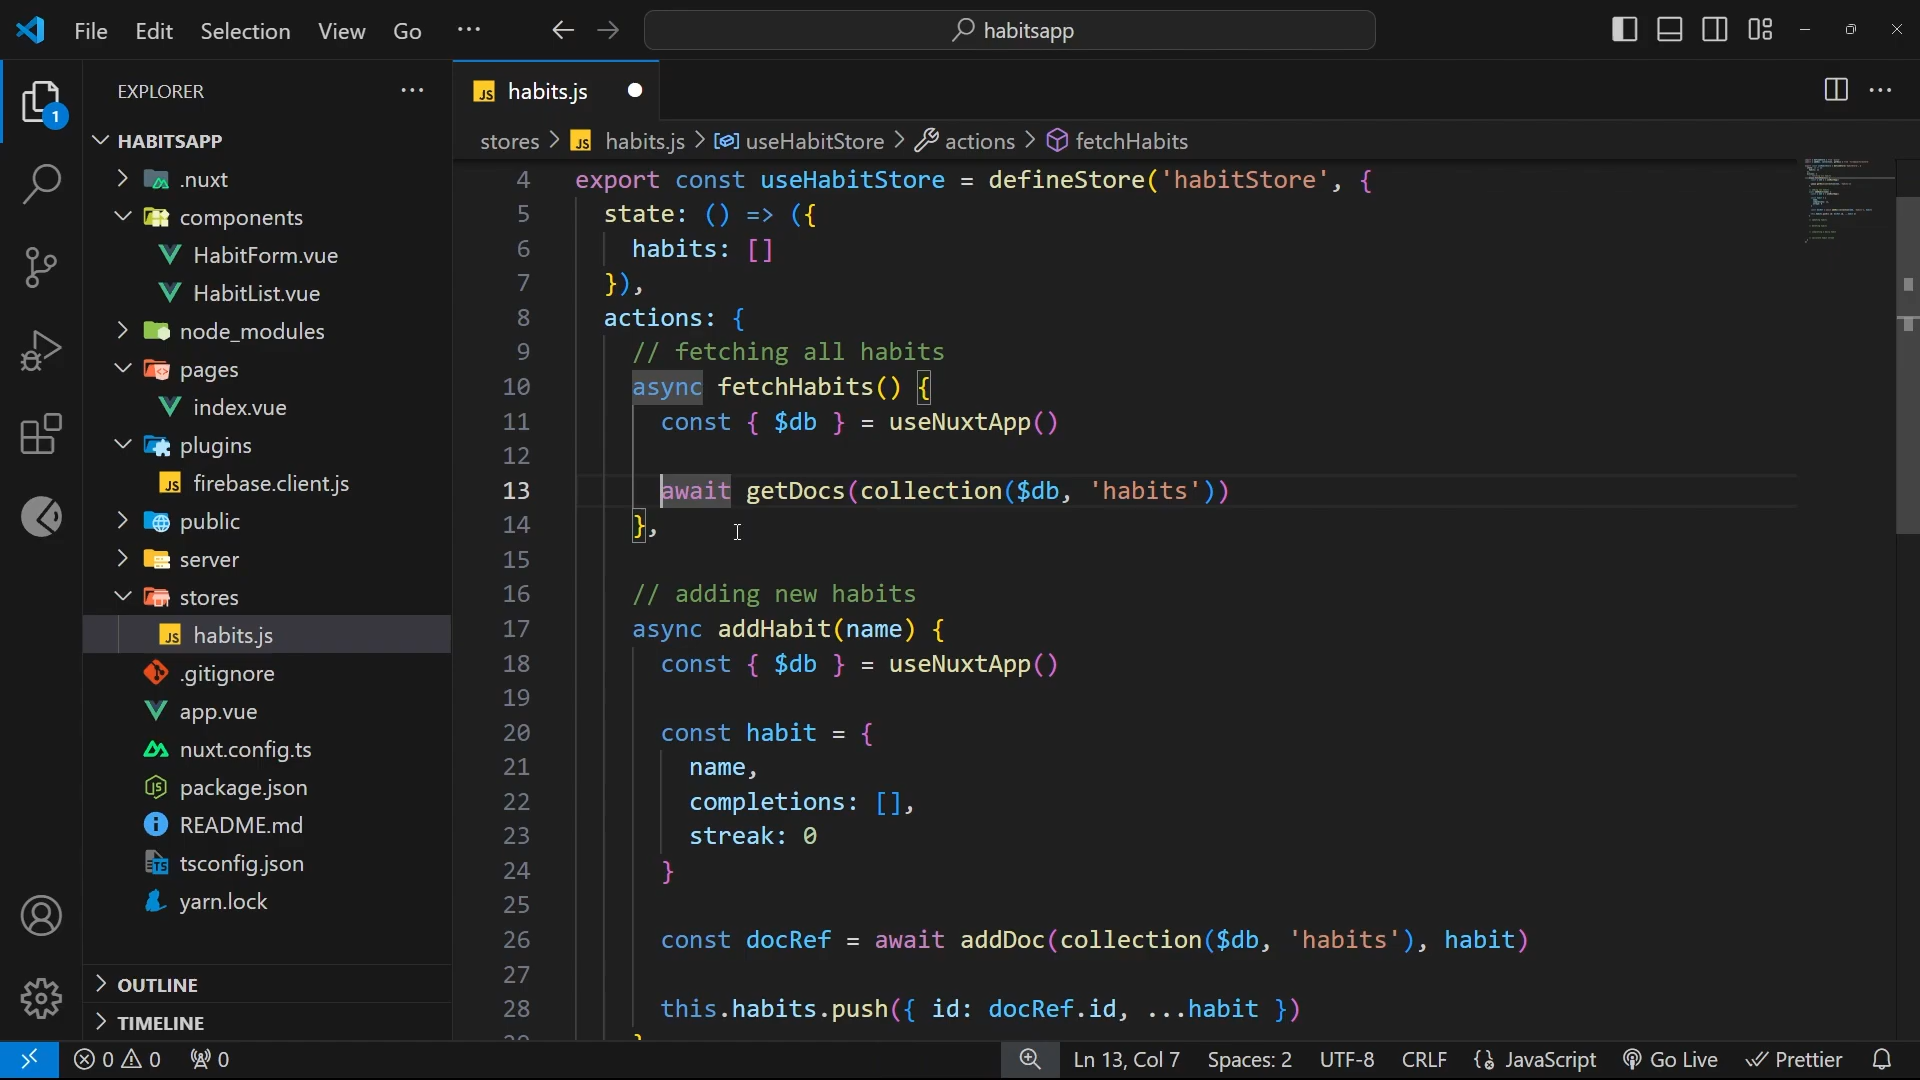 File Edit Selection View Go ···
habitsapp
EXPLORER
1
HABITSAPP
.nuxt
components
HabitForm.vue
HabitList.vue
node_modules
pages
index.vue
plugins
JS firebase.client.js
public
server
stores
JS habits.js
.gitignore
app.vue
nuxt.config.ts
package.json
README.md
tsconfig.json
yarn.lock
OUTLINE
TIMELINE
JS habits.js
stores > JS habits.js > useHabitStore > actions > fetchHabits
4 export const useHabitStore = defineStore('habitStore', {
5 state: () => ({
6 habits: []
7 }),
8 actions: {
9 // fetching all habits
10 async fetchHabits() {
11 const { $db } = useNuxtApp()
12
13 await getDocs(collection($db, 'habits'))
14 },
15
16 // adding new habits
17 async addHabit(name) {
18 const { $db } = useNuxtApp()
19
20 const habit = {
21 name,
22 completions: [],
23 streak: 0
24 }
25
26 const docRef = await addDoc(collection($db, 'habits'), habit)
27
28 this.habits.push({ id: docRef.id, ...habit })
0 0 0 Ln 13, Col 7 Spaces: 2 UTF-8 CRLF JavaScript Go Live Prettier